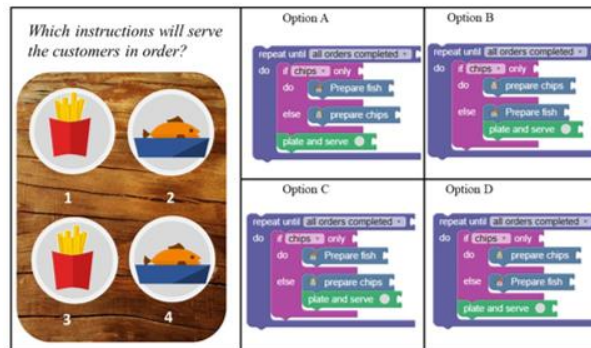 Which instructions will serve
the customers in order?
1
2
3
4
Option A
repeat until all orders completed
do if chips only
do Prepare fish
else prepare chips
plate and serve
Option B
repeat until all orders completed
do if chips only
do prepare chips
else Prepare fish
plate and serve
Option C
repeat until all orders completed
do if chips only
do Prepare fish
else prepare chips
plate and serve
Option D
repeat until all orders completed
do if chips only
do prepare chips
else Prepare fish
plate and serve